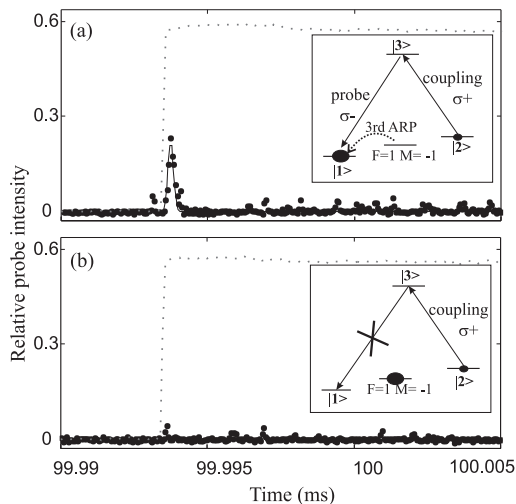 Relative probe intensity
(a)
0.6
0.3
0
|3>
probe
σ-
coupling
σ+
3rd ARP
F=1 M= -1
|1>
|2>
(b)
0.6
0.3
0
|3>
coupling
σ+
|1>
F=1 M= -1
|2>
99.99 99.995 100 100.005
Time (ms)